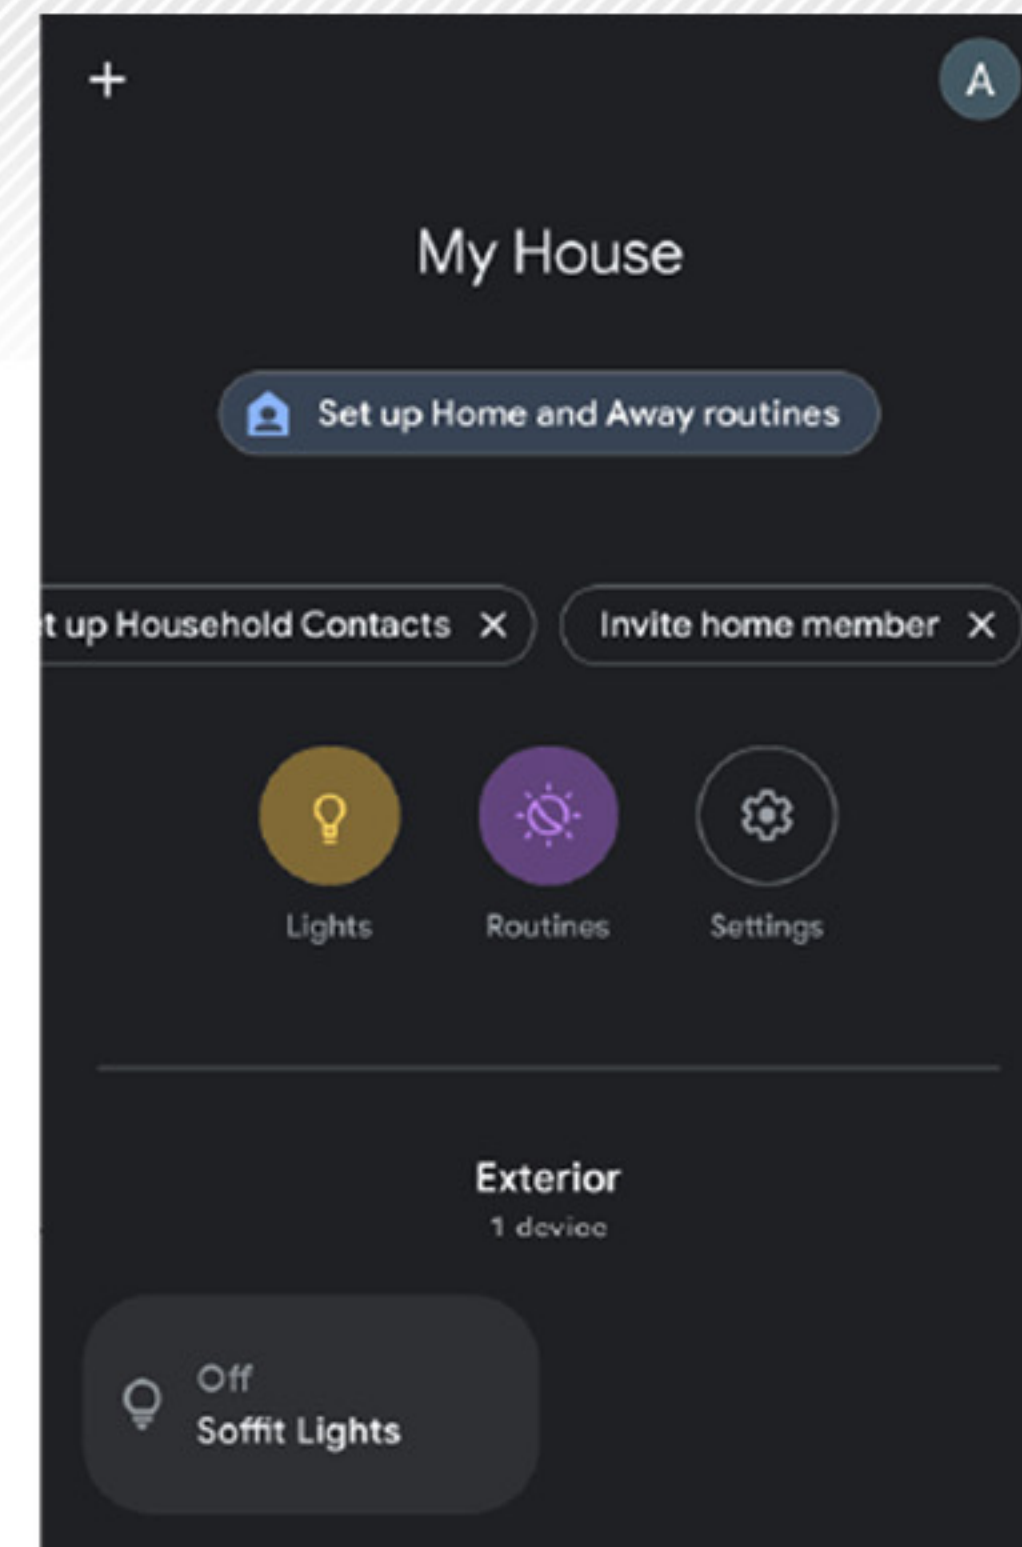 +
A
My House
Set up Home and Away routines
t up Household Contacts X
Invite home member X
Lights
Routines
Settings
Exterior
1 device
Off
Soffit Lights